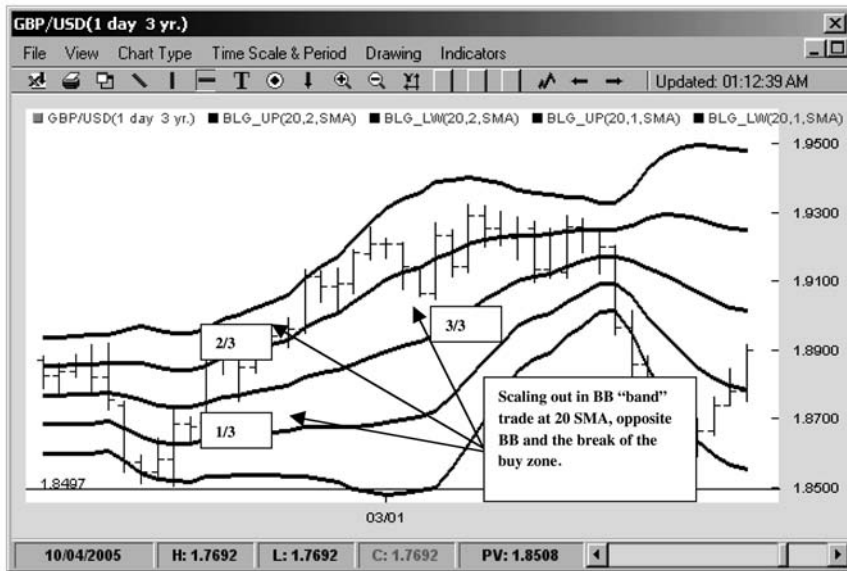 GBP/USD(1 day 3 yr.)
File View Chart Type Time Scale & Period Drawing Indicators
T Updated: 01:12:39 AM
GBP/USD(1 day 3 yr.) BLG_UP(20,2,SMA) BLG_LW(20,2,SMA) BLG_UP(20,1,SMA) BLG_LW(20,1,SMA)
1.9500
1.9300
1.9100
1.8900
1.8700
1.8500
2/3
3/3
1/3
Scaling out in BB “band”
trade at 20 SMA, opposite
BB and the break of the
buy zone.
1.8497
03/01
10/04/2005 H: 1.7692 L: 1.7692 C: 1.7692 PV: 1.8508